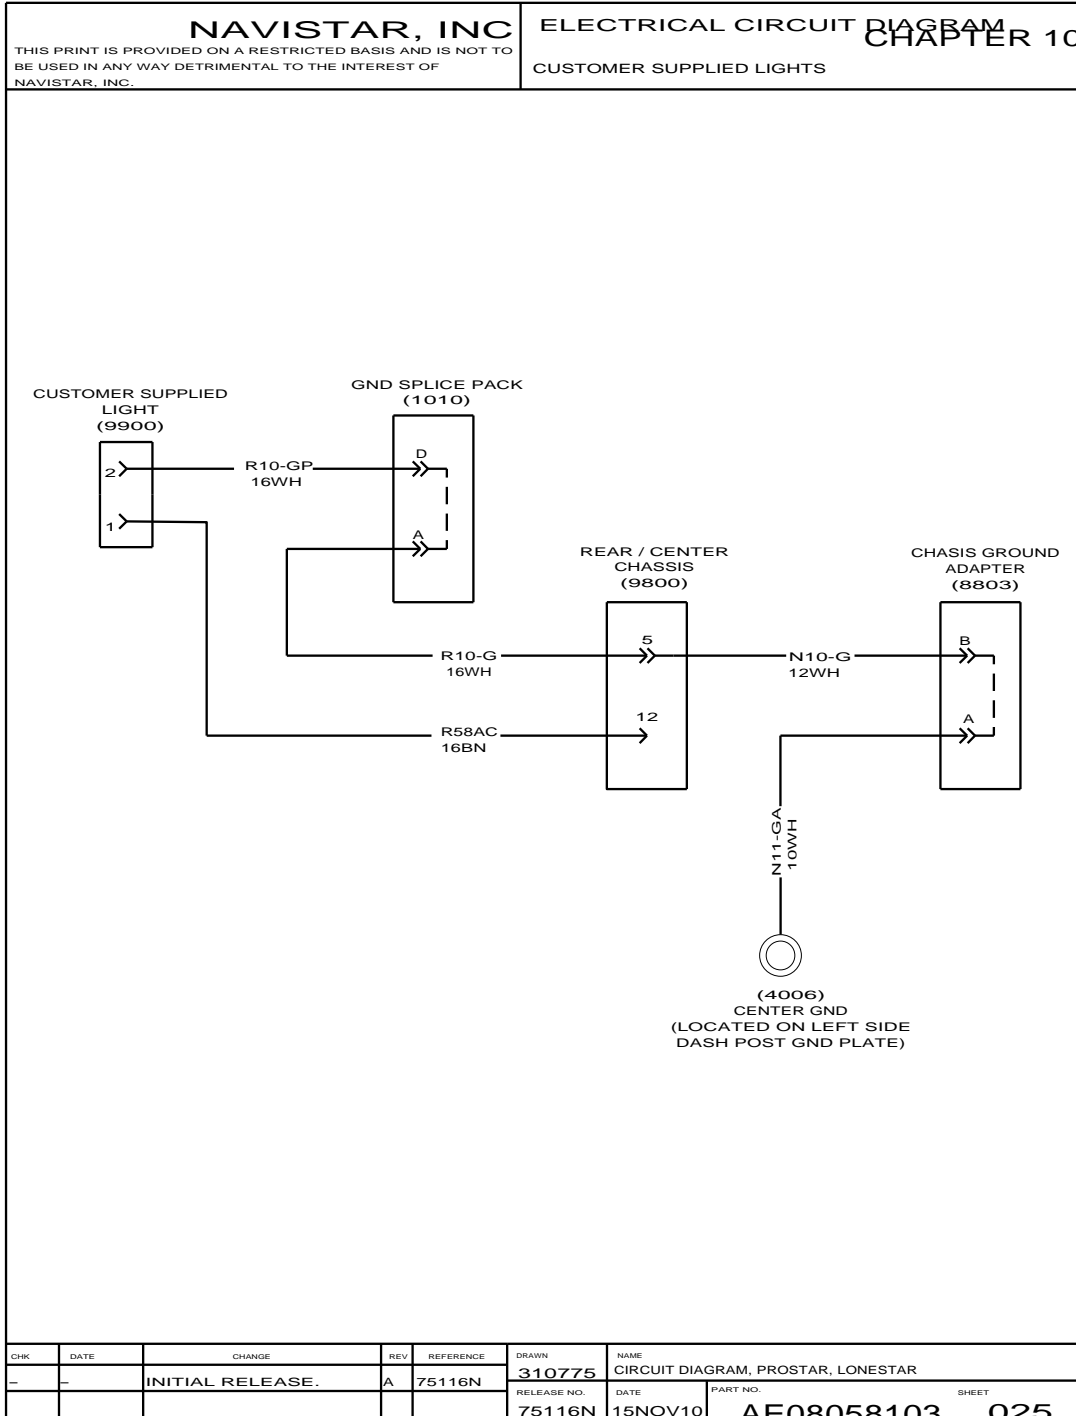 NAVISTAR, INC
THIS PRINT IS PROVIDED ON A RESTRICTED BASIS AND IS NOT TO
BE USED IN ANY WAY DETRIMENTAL TO THE INTEREST OF
NAVISTAR, INC.
ELECTRICAL CIRCUIT DIAGRAM
CHAPTER 10
CUSTOMER SUPPLIED LIGHTS
CUSTOMER SUPPLIED
LIGHT
(9900)
2
1
GND SPLICE PACK
(1010)
D
A
R10-GP
16WH
REAR / CENTER
CHASSIS
(9800)
5
12
CHASIS GROUND
ADAPTER
(8803)
B
A
R10-G
16WH
N10-G
12WH
R58AC
16BN
N11-GA
10WH
(4006)
CENTER GND
(LOCATED ON LEFT SIDE
DASH POST GND PLATE)
CHK DATE CHANGE REV REFERENCE
– – INITIAL RELEASE. A 75116N
DRAWN
310775
NAME
CIRCUIT DIAGRAM, PROSTAR, LONESTAR
RELEASE NO.
75116N
DATE
15NOV10
PART NO.
AE08058103
SHEET
025